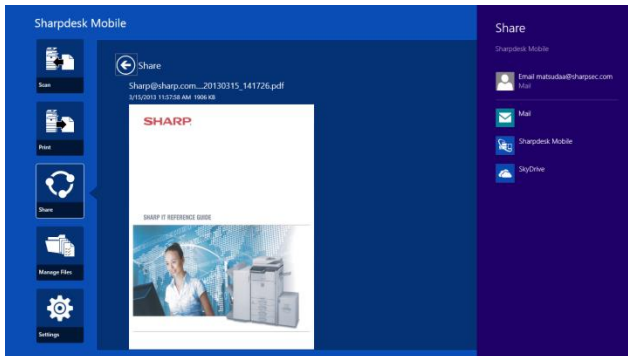 Sharpdesk Mobile
Scan
Print
Share
Manage Files
Settings
Share
Sharp@sharp.com....20130315_141726.pdf
3/15/2013 11:57:58 AM 1906 KB
SHARP
SHARP IT REFERENCE GUIDE
Share
Sharpdesk Mobile
Email matsudaa@sharpsec.com
Mail
Mail
Sharpdesk Mobile
SkyDrive